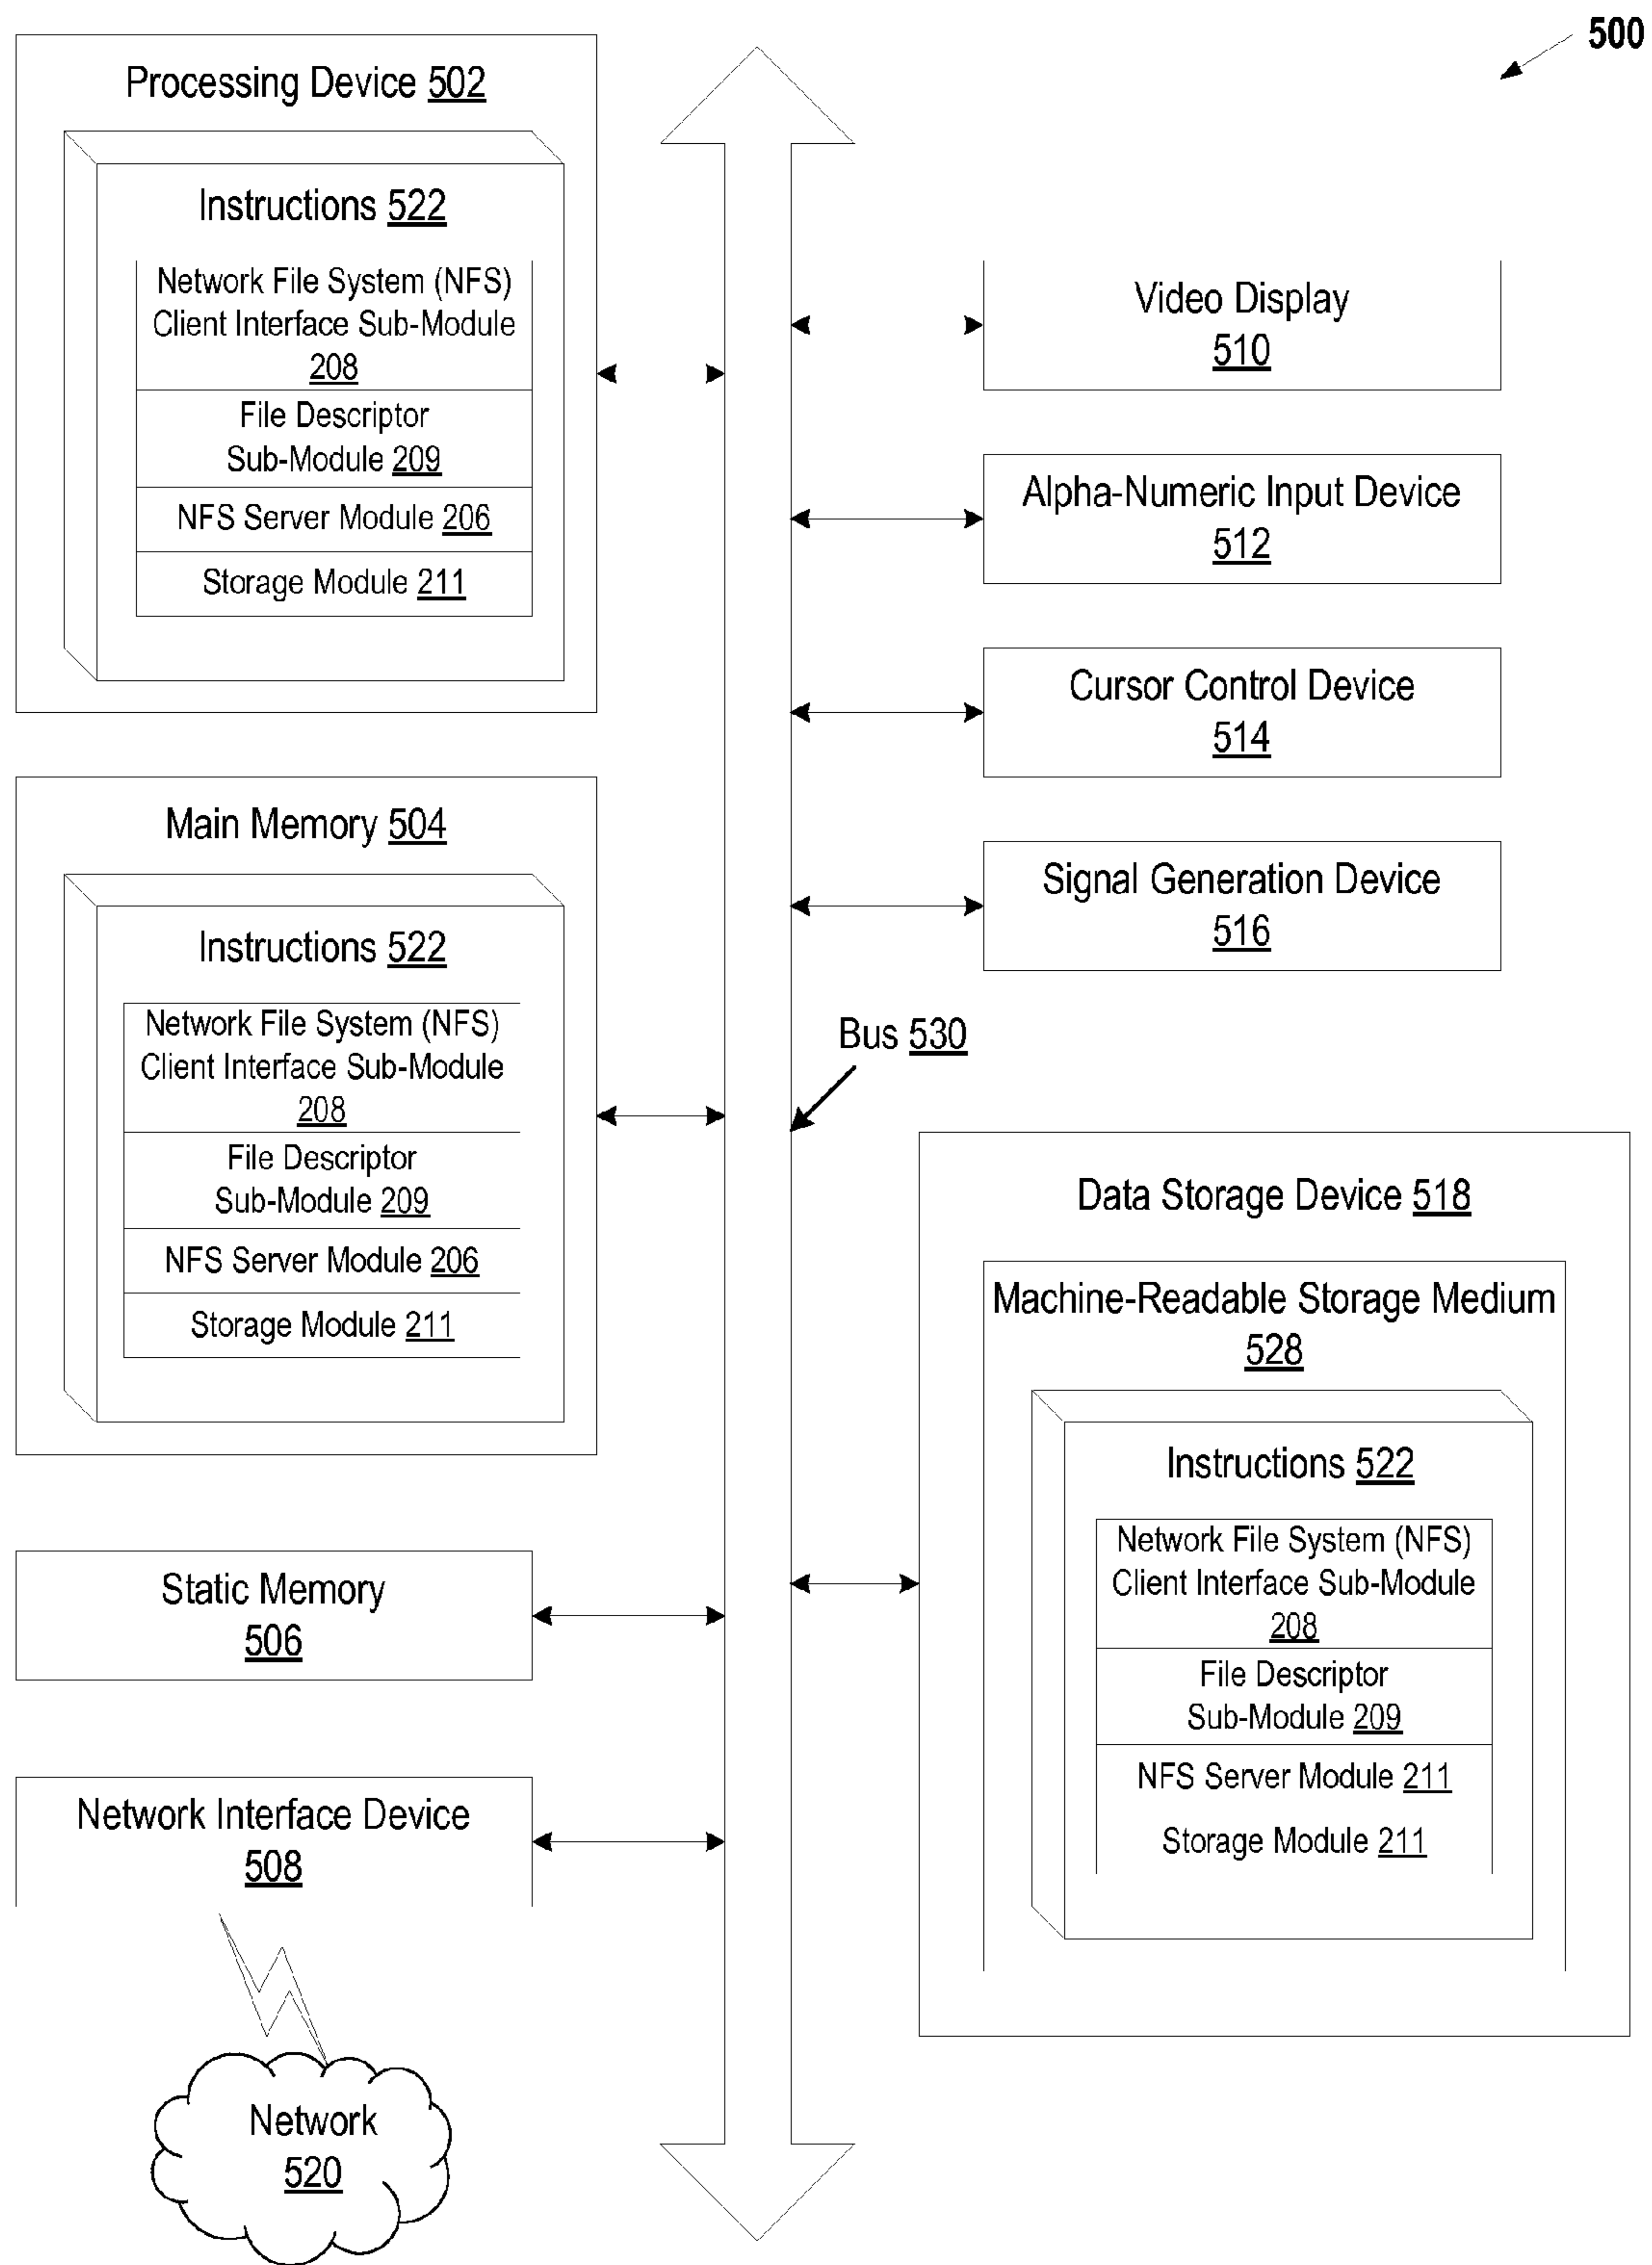 500
Processing Device 502
Instructions 522
Network File System (NFS)
Client Interface Sub-Module
208
File Descriptor
Sub-Module 209
NFS Server Module 206
Storage Module 211
Video Display
510
Alpha-Numeric Input Device
512
Cursor Control Device
514
Signal Generation Device
516
Main Memory 504
Instructions 522
Network File System (NFS)
Client Interface Sub-Module
208
File Descriptor
Sub-Module 209
NFS Server Module 206
Storage Module 211
Bus 530
Data Storage Device 518
Machine-Readable Storage Medium
528
Instructions 522
Network File System (NFS)
Client Interface Sub-Module
208
File Descriptor
Sub-Module 209
NFS Server Module 211
Storage Module 211
Static Memory
506
Network Interface Device
508
Network
520